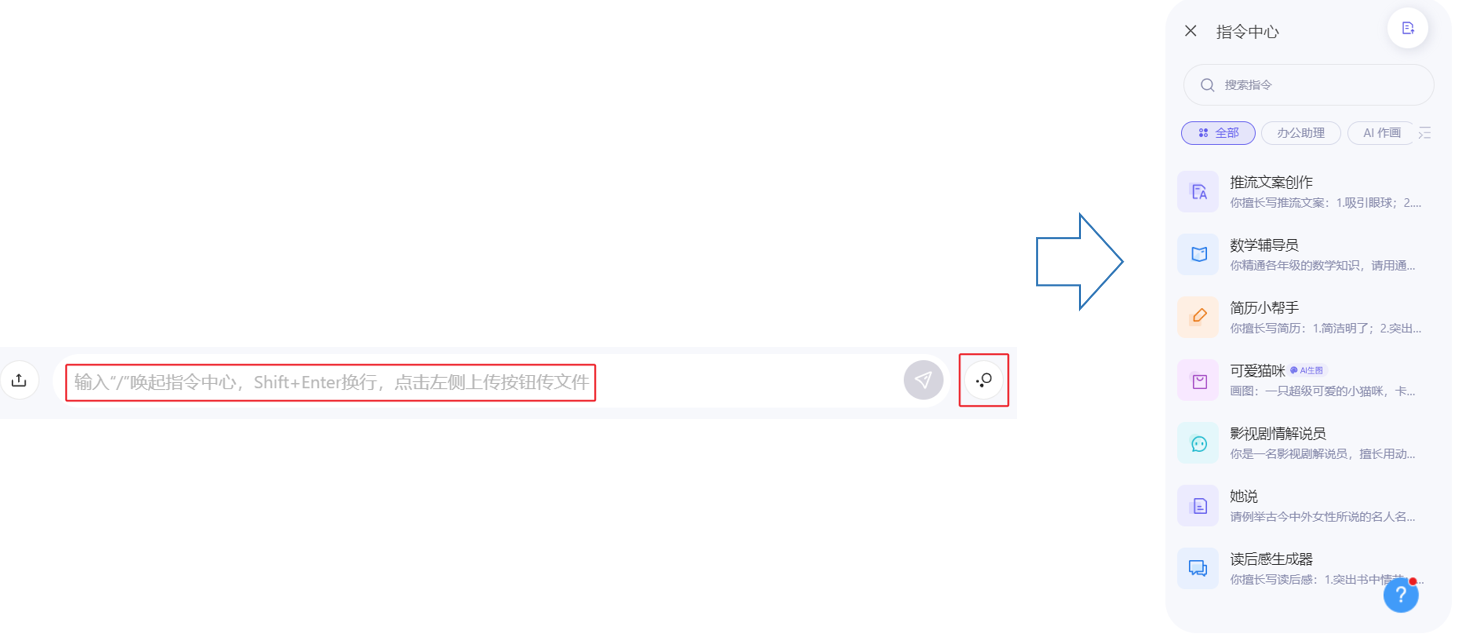 指令中心
搜索指令
全部 办公助理 AI 作画
推流文案创作
你擅长写推流文案：1.吸引眼球；2....
数学辅导员
你精通各年级的数学知识，请用通...
简历小帮手
你擅长写简历：1.简洁明了；2.突出...
可爱猫咪 AI生图
画图：一只超级可爱的小猫咪，卡...
输入“/”唤起指令中心，Shift+Enter换行，点击左侧上传按钮传文件
影视剧情解说员
你是一名影视剧解说员，擅长用动...
她说
请例举古今中外女性所说的名人名...
读后感生成器
你擅长写读后感：1.突出书中情...
?